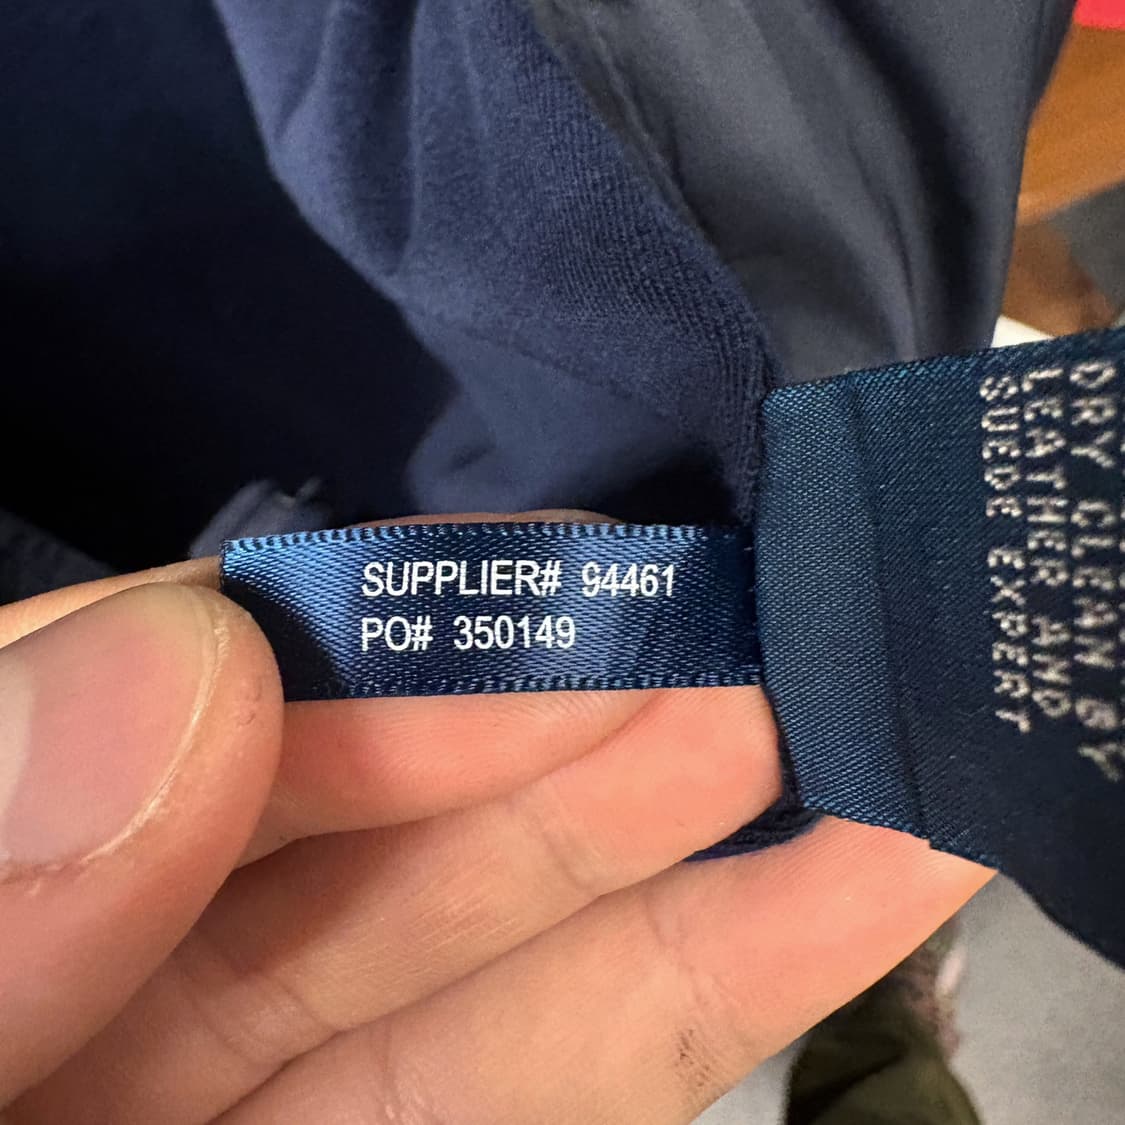 SUPPLIER# 94461
PO# 350149
DRY CLEAN BY
LEATHER AND
SUEDE EXPERT